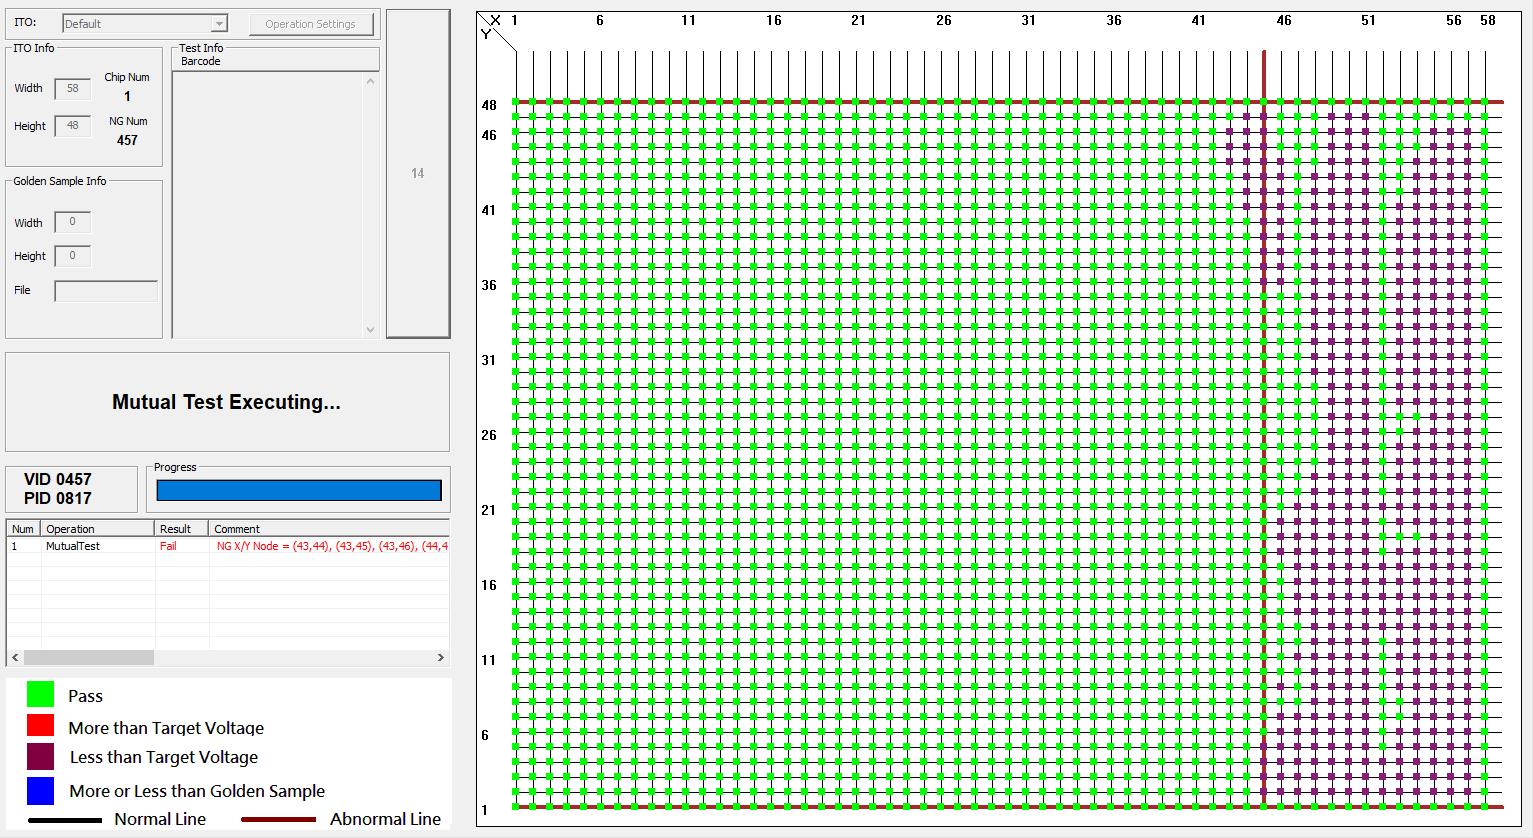 ITO: Default Operation Settings
ITO Info
Width 58 Chip Num
1
Height 48 NG Num
457
Test Info
Barcode
14
Golden Sample Info
Width 0
Height 0
File
Mutual Test Executing...
VID 0457
PID 0817
Progress
Num Operation Result Comment
1 MutualTest Fail NG X/Y Node = (43,44), (43,45), (43,46), (44,4
Pass
More than Target Voltage
Less than Target Voltage
More or Less than Golden Sample
Normal Line Abnormal Line
X 1 6 11 16 21 26 31 36 41 46 51 56 58
Y
48
46
41
36
31
26
21
16
11
6
1